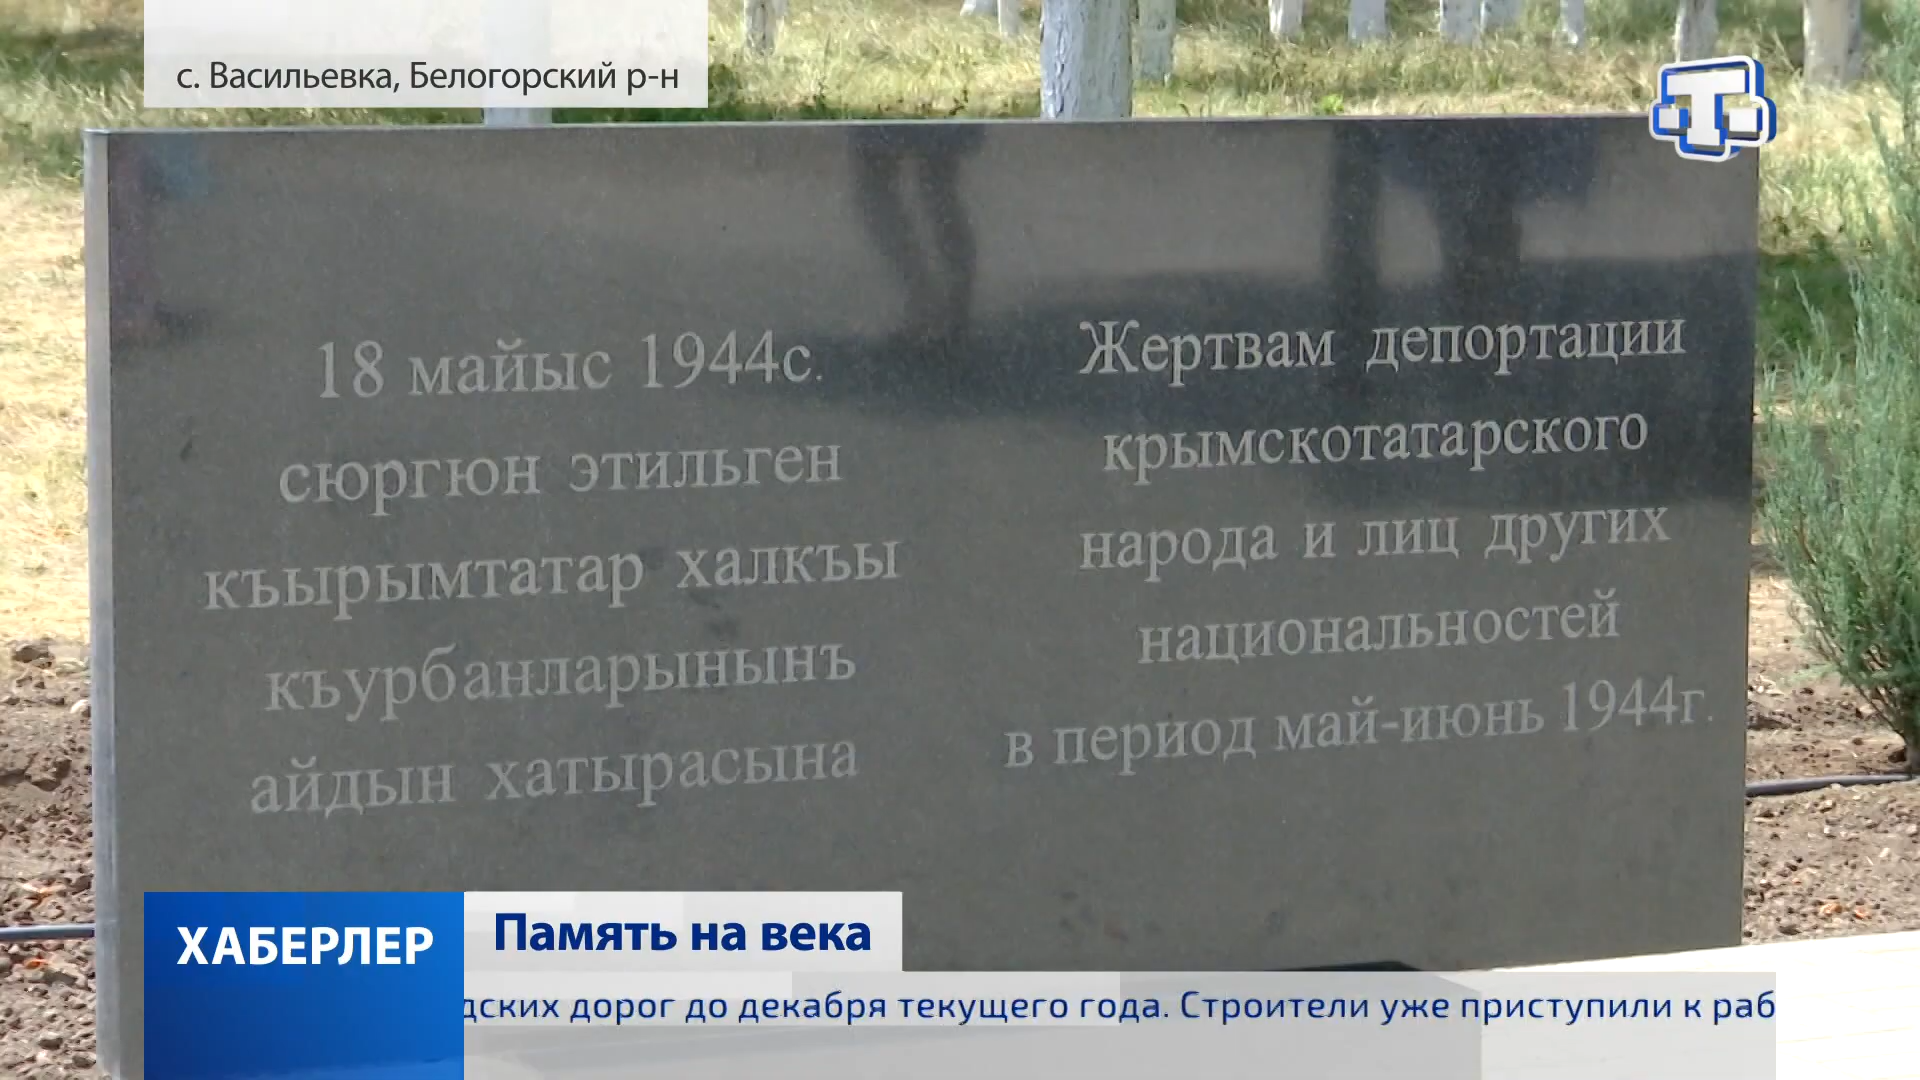 с. Васильевка, Белогорский р-н
18 майыс 1944с.
сюргюн этильген
къырымтатар халкъы
къурбанларынынъ
айдын хатырасына
Жертвам депортации
крымскотатарского
народа и лиц других
национальностей
в период май-июнь 1944г.
ХАБЕРЛЕР
Память на века
дских дорог до декабря текущего года. Строители уже приступили к раб